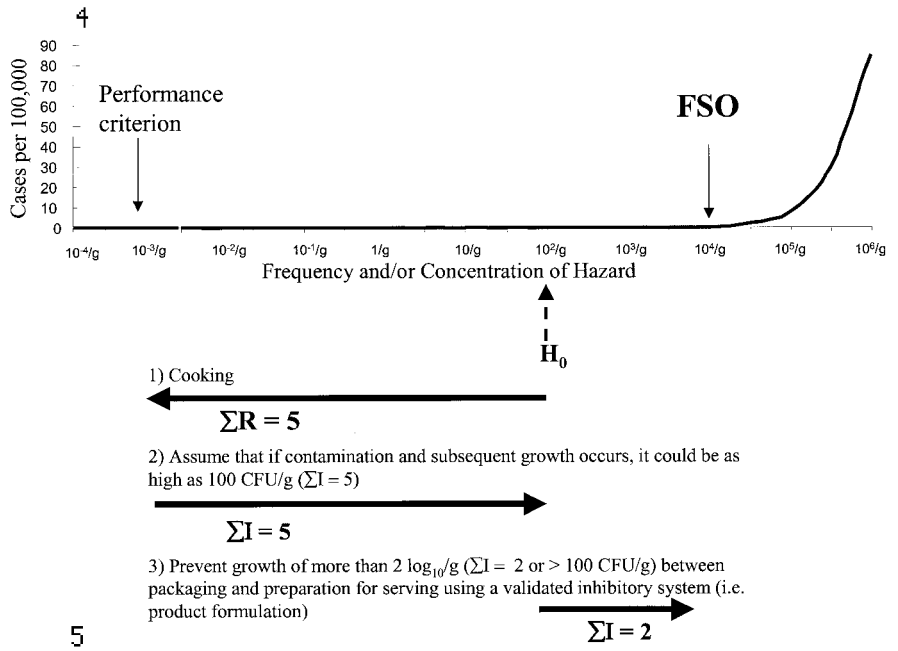 4
90
80
70
60
50
40
30
20
10
0
Cases per 100,000
Performance
criterion
FSO
10⁻⁴/g 10⁻³/g 10⁻²/g 10⁻¹/g 1/g 10/g 10²/g 10³/g 10⁴/g 10⁵/g 10⁶/g
Frequency and/or Concentration of Hazard
H₀
1) Cooking
ΣR = 5
2) Assume that if contamination and subsequent growth occurs, it could be as
high as 100 CFU/g (ΣI = 5)
ΣI = 5
3) Prevent growth of more than 2 log₁₀/g (ΣI = 2 or > 100 CFU/g) between
packaging and preparation for serving using a validated inhibitory system (i.e.
product formulation)
ΣI = 2
5